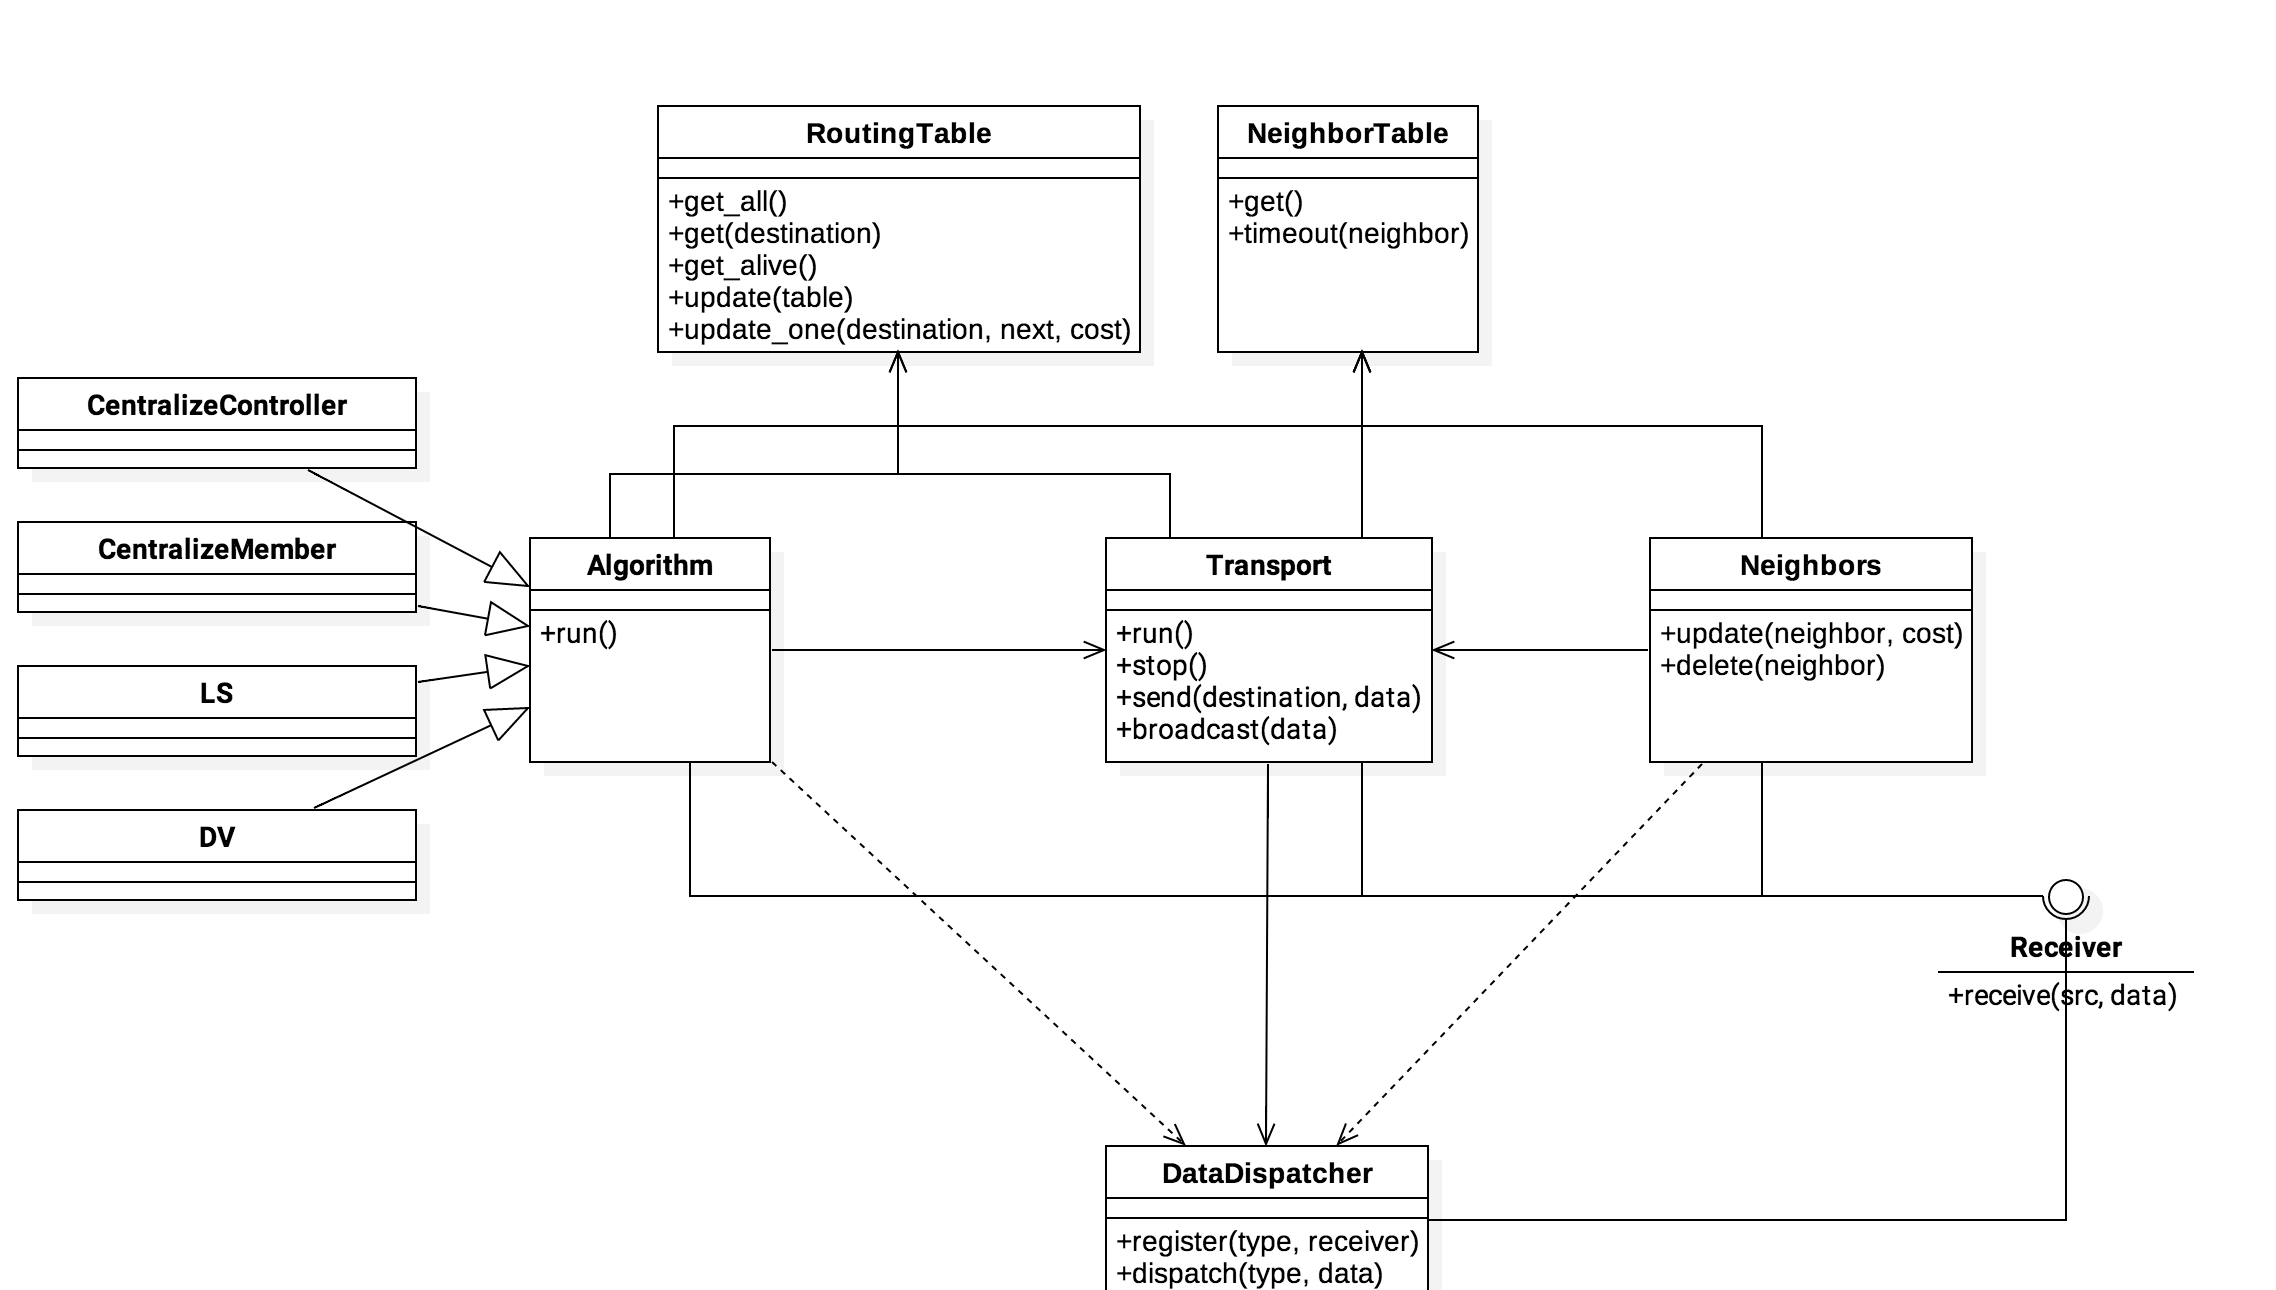 RoutingTable
+get_all()
+get(destination)
+get_alive()
+update(table)
+update_one(destination, next, cost)
NeighborTable
+get()
+timeout(neighbor)
CentralizeController
CentralizeMember
LS
DV
Algorithm
+run()
Transport
+run()
+stop()
+send(destination, data)
+broadcast(data)
Neighbors
+update(neighbor, cost)
+delete(neighbor)
Receiver
+receive(src, data)
DataDispatcher
+register(type, receiver)
+dispatch(type, data)